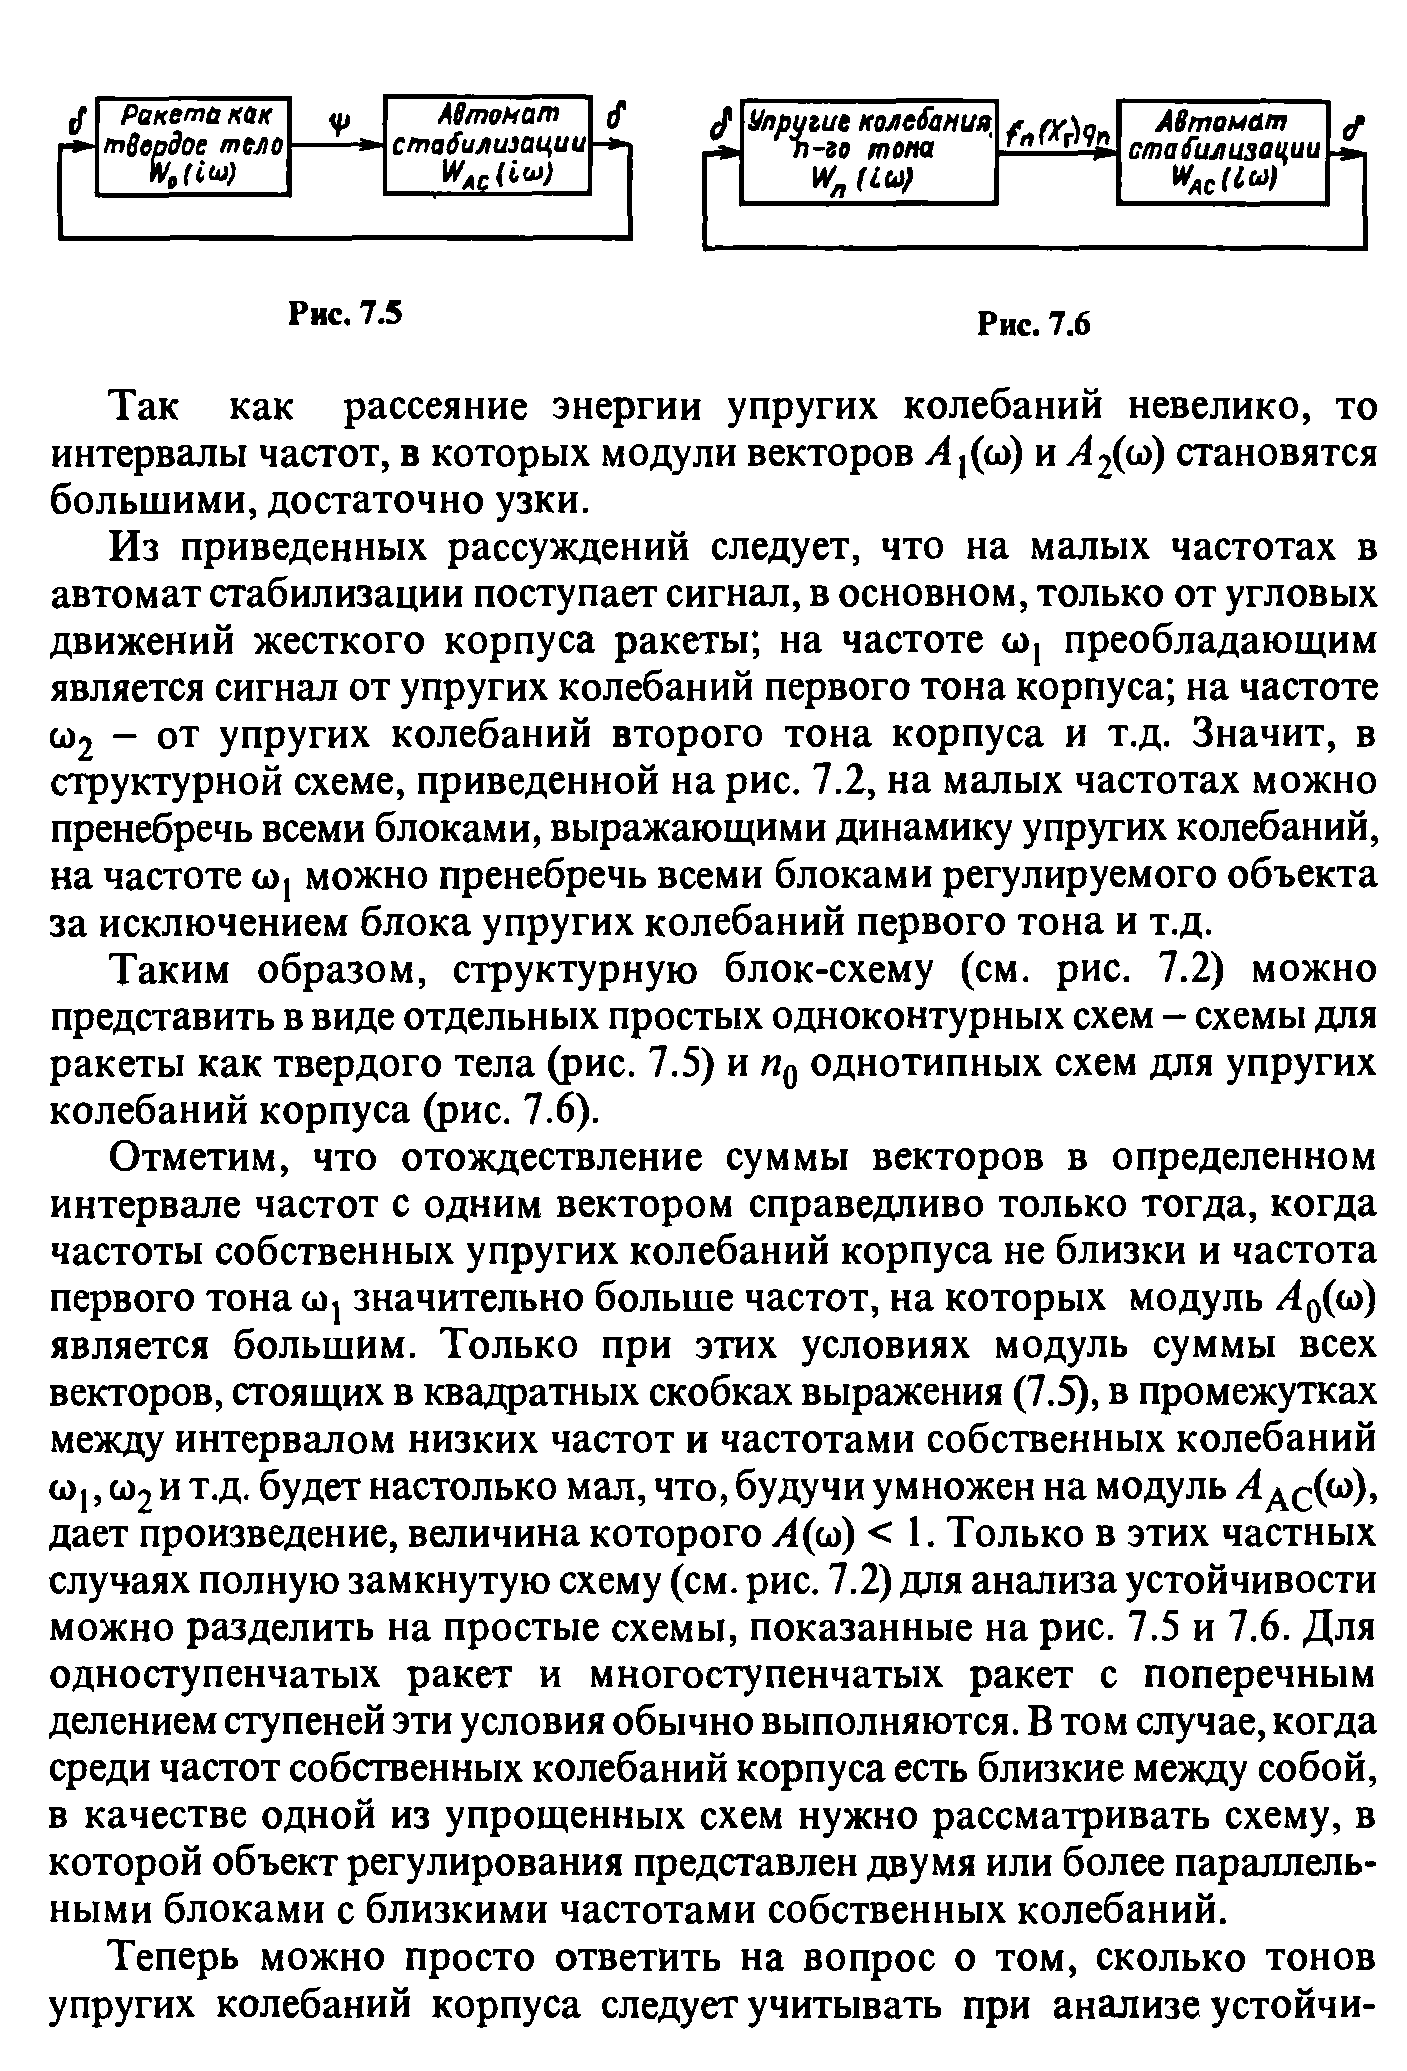 δ
Ракета как
твердое тело
W₀(iω)
ψ
Автомат
стабилизации
W_АС(iω)
δ
Рис. 7.5
δ
Упругие колебания
n-го тона
Wₙ(iω)
fₙ(X_Г)qₙ
Автомат
стабилизации
W_АС(iω)
δ
Рис. 7.6
Так как рассеяние энергии упругих колебаний невелико, то
интервалы частот, в которых модули векторов A₁(ω) и A₂(ω) становятся
большими, достаточно узки.
Из приведенных рассуждений следует, что на малых частотах в
автомат стабилизации поступает сигнал, в основном, только от угловых
движений жесткого корпуса ракеты; на частоте ω₁ преобладающим
является сигнал от упругих колебаний первого тона корпуса; на частоте
ω₂ – от упругих колебаний второго тона корпуса и т.д. Значит, в
структурной схеме, приведенной на рис. 7.2, на малых частотах можно
пренебречь всеми блоками, выражающими динамику упругих колебаний,
на частоте ω₁ можно пренебречь всеми блоками регулируемого объекта
за исключением блока упругих колебаний первого тона и т.д.
Таким образом, структурную блок-схему (см. рис. 7.2) можно
представить в виде отдельных простых одноконтурных схем – схемы для
ракеты как твердого тела (рис. 7.5) и n₀ однотипных схем для упругих
колебаний корпуса (рис. 7.6).
Отметим, что отождествление суммы векторов в определенном
интервале частот с одним вектором справедливо только тогда, когда
частоты собственных упругих колебаний корпуса не близки и частота
первого тона ω₁ значительно больше частот, на которых модуль A₀(ω)
является большим. Только при этих условиях модуль суммы всех
векторов, стоящих в квадратных скобках выражения (7.5), в промежутках
между интервалом низких частот и частотами собственных колебаний
ω₁, ω₂ и т.д. будет настолько мал, что, будучи умножен на модуль A_АС(ω),
дает произведение, величина которого A(ω) < 1. Только в этих частных
случаях полную замкнутую схему (см. рис. 7.2) для анализа устойчивости
можно разделить на простые схемы, показанные на рис. 7.5 и 7.6. Для
одноступенчатых ракет и многоступенчатых ракет с поперечным
делением ступеней эти условия обычно выполняются. В том случае, когда
среди частот собственных колебаний корпуса есть близкие между собой,
в качестве одной из упрощенных схем нужно рассматривать схему, в
которой объект регулирования представлен двумя или более параллель-
ными блоками с близкими частотами собственных колебаний.
Теперь можно просто ответить на вопрос о том, сколько тонов
упругих колебаний корпуса следует учитывать при анализе устойчи-